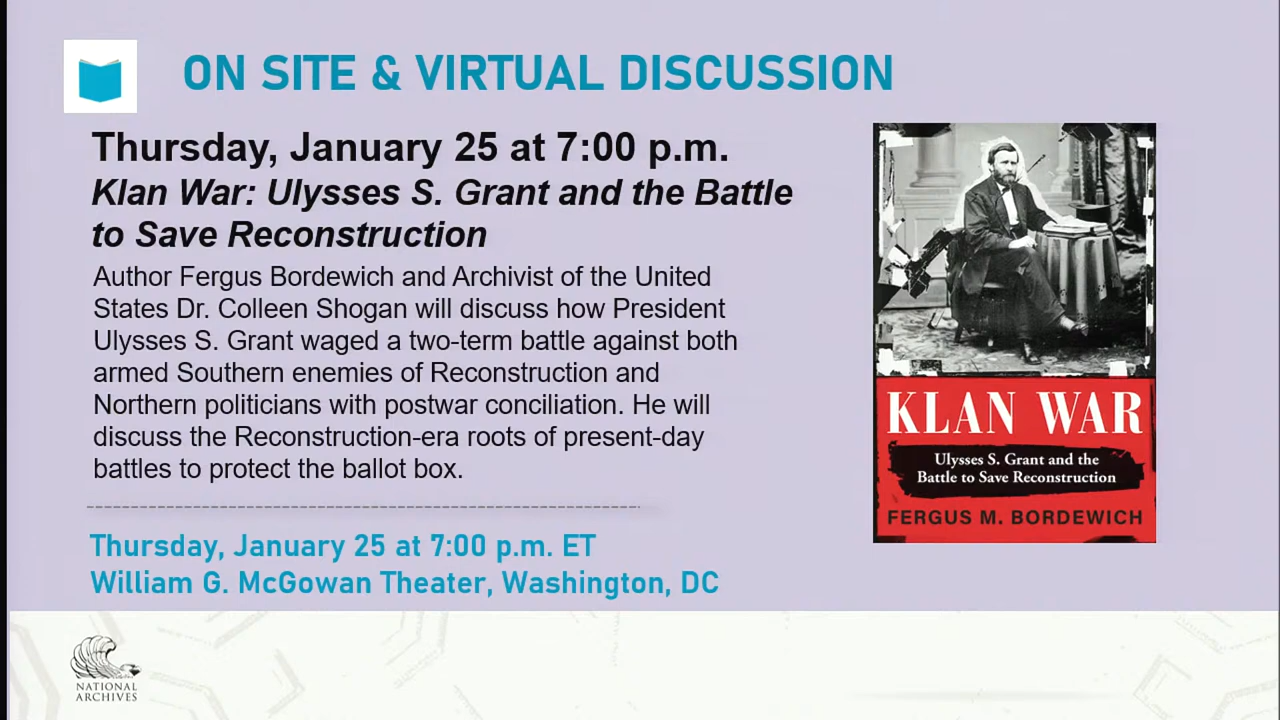 ON SITE & VIRTUAL DISCUSSION
Thursday, January 25 at 7:00 p.m.
Klan War: Ulysses S. Grant and the Battle
to Save Reconstruction
Author Fergus Bordewich and Archivist of the United
States Dr. Colleen Shogan will discuss how President
Ulysses S. Grant waged a two-term battle against both
armed Southern enemies of Reconstruction and
Northern politicians with postwar conciliation. He will
discuss the Reconstruction-era roots of present-day
battles to protect the ballot box.
Thursday, January 25 at 7:00 p.m. ET
William G. McGowan Theater, Washington, DC
KLAN WAR
Ulysses S. Grant and the
Battle to Save Reconstruction
FERGUS M. BORDEWICH
NATIONAL
ARCHIVES